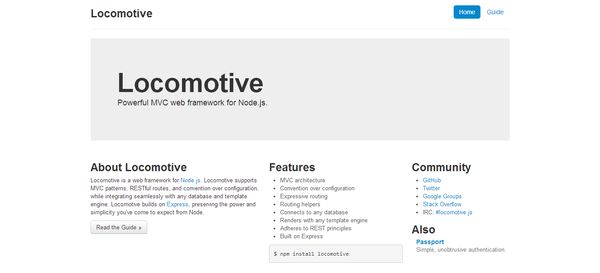 Locomotive
Home
Guide
Locomotive
Powerful MVC web framework for Node.js.
About Locomotive
Locomotive is a web framework for Node.js. Locomotive supports
MVC patterns, RESTful routes, and convention over configuration,
while integrating seamlessly with any database and template
engine. Locomotive builds on Express, preserving the power and
simplicity you've come to expect from Node.
Read the Guide »
Features
MVC architecture
Convention over configuration
Expressive routing
Routing helpers
Connects to any database
Renders with any template engine
Adheres to REST principles
Built on Express
$ npm install locomotive
Community
GitHub
Twitter
Google Groups
Stack Overflow
IRC: #locomotive.js
Also
Passport
Simple, unobtrusive authentication